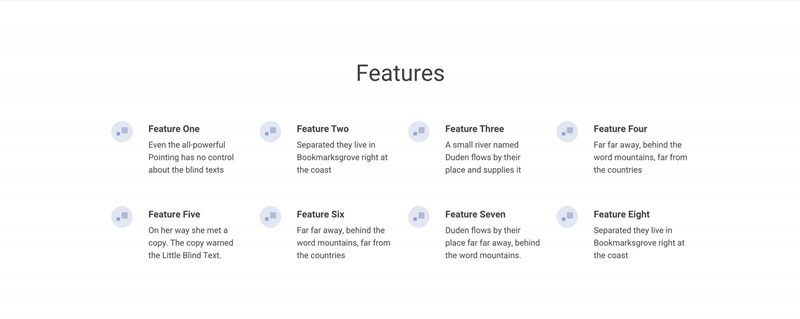 Features
Feature One
Even the all-powerful
Pointing has no control
about the blind texts
Feature Two
Separated they live in
Bookmarksgrove right at
the coast
Feature Three
A small river named
Duden flows by their
place and supplies it
Feature Four
Far far away, behind the
word mountains, far from
the countries
Feature Five
On her way she met a
copy. The copy warned
the Little Blind Text.
Feature Six
Far far away, behind the
word mountains, far from
the countries
Feature Seven
Duden flows by their
place far far away, behind
the word mountains.
Feature Eight
Separated they live in
Bookmarksgrove right at
the coast